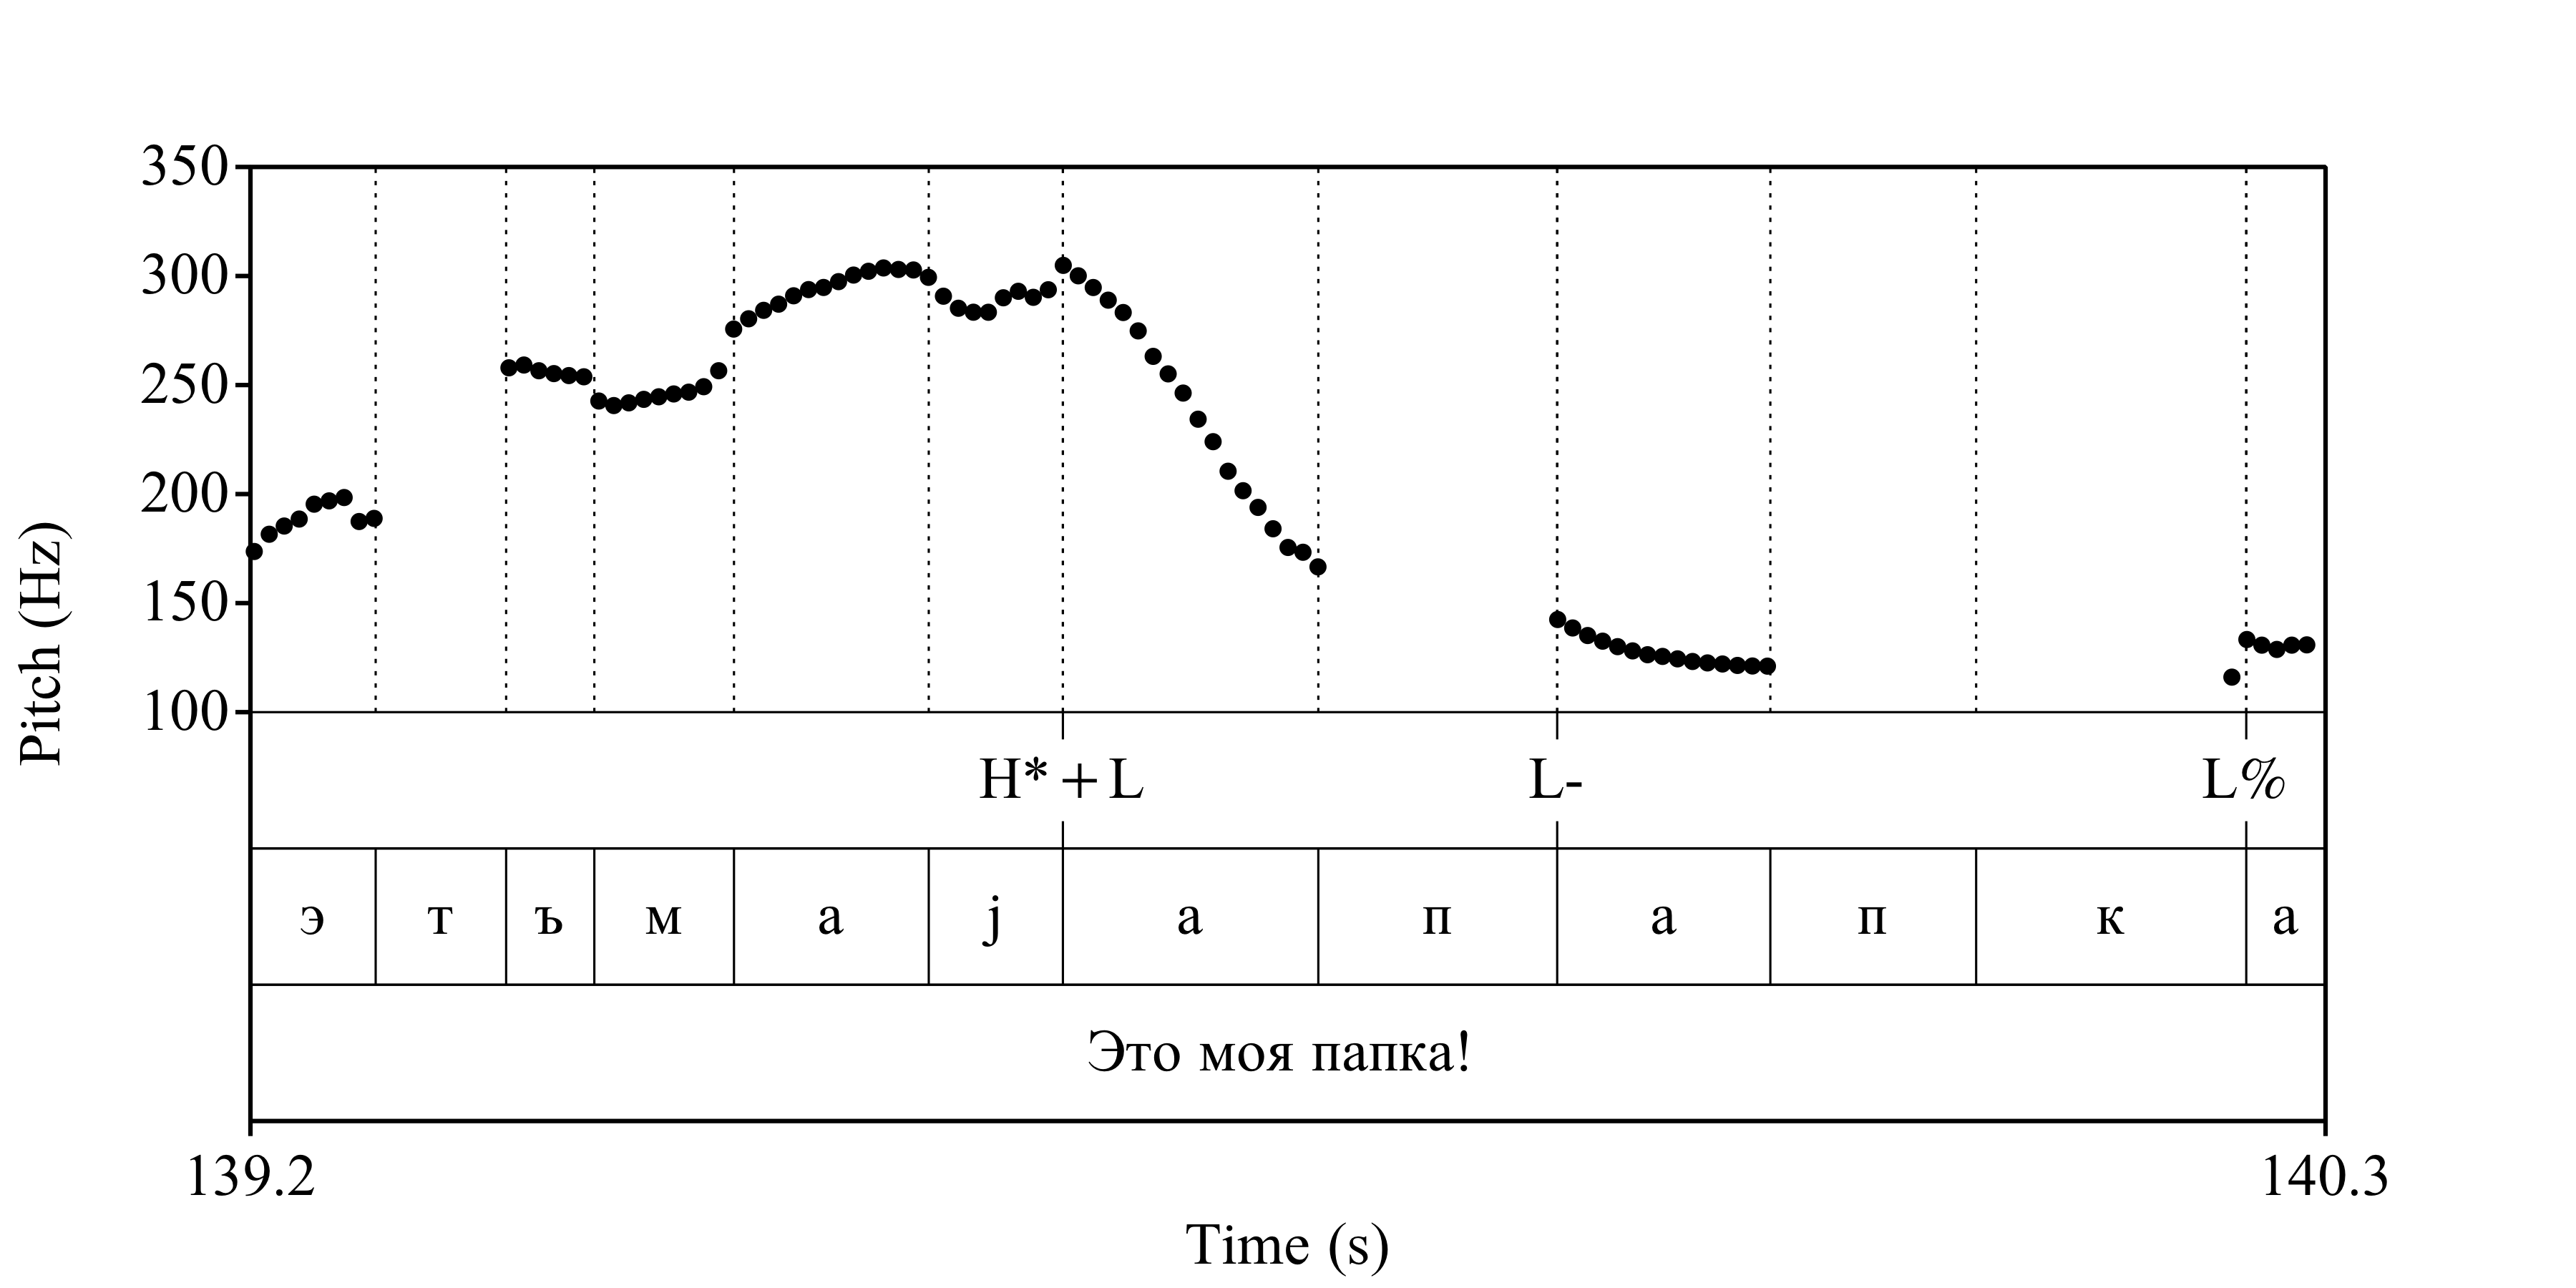 350
300
250
200
150
100
Pitch (Hz)
H* + L L- L%
э т ъ м а j а п а п к а
Это моя папка!
139.2 140.3
Time (s)